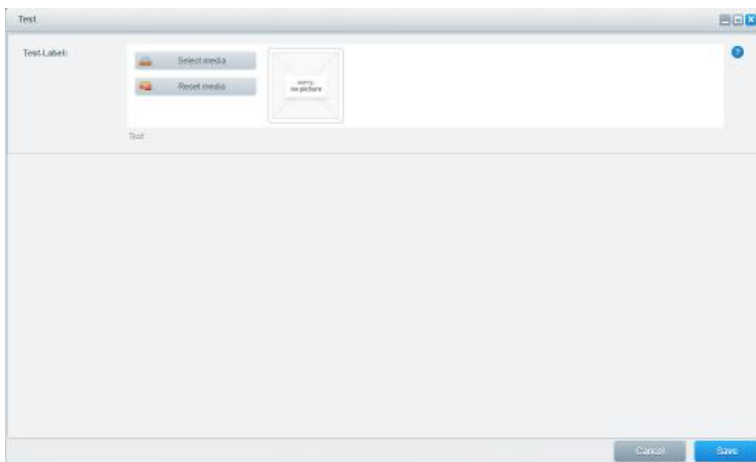 Test
Test-Label:
Select media
Reset media
sorry,
no picture
?
Test
Cancel
Save